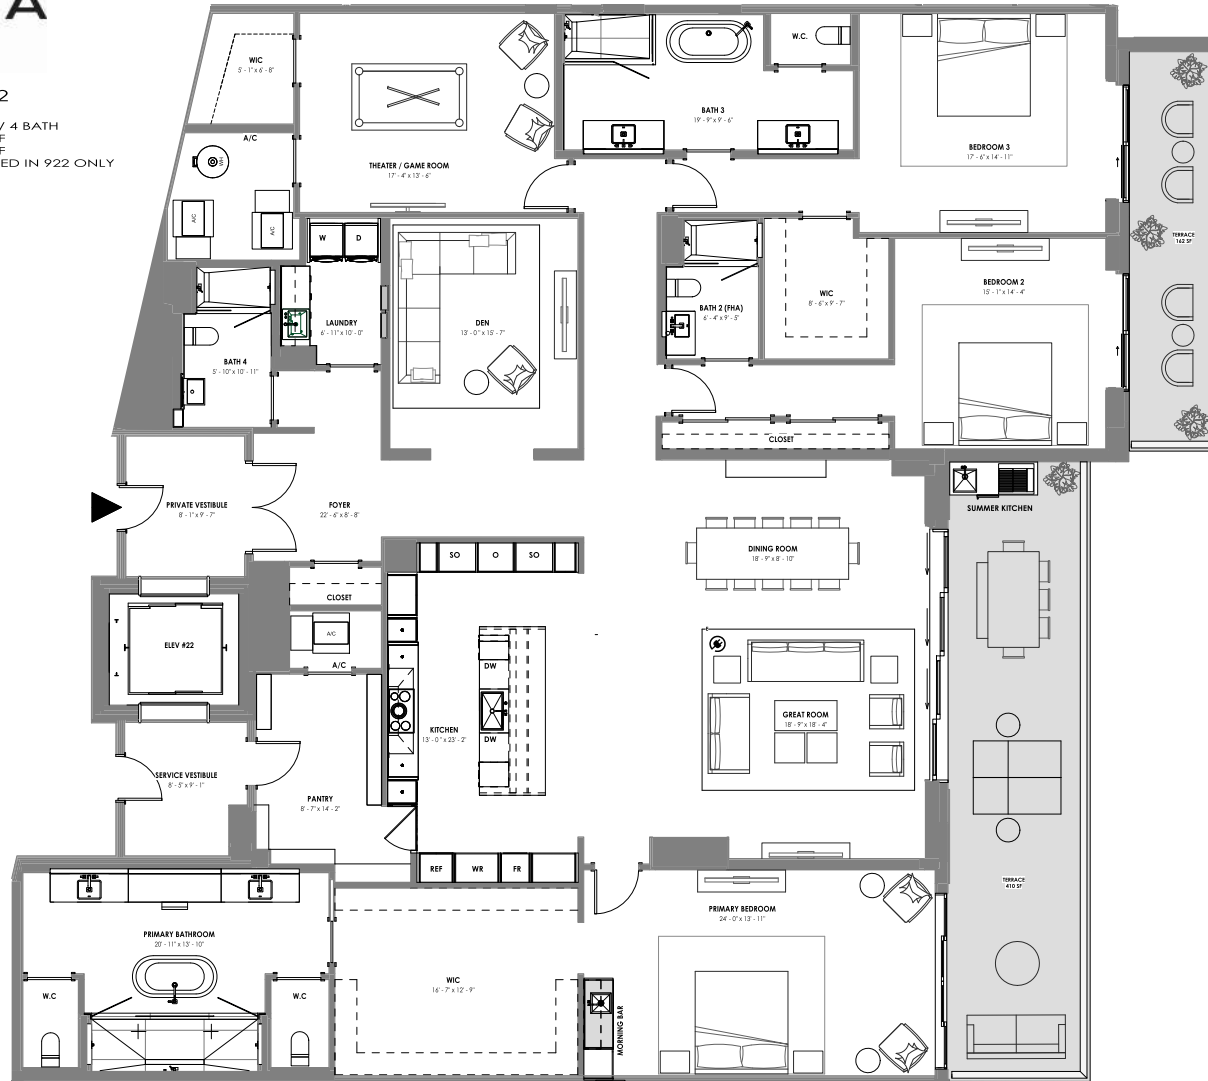 A
2
/ 4 BATH
F
F
ED IN 922 ONLY
WIC
5' - 1" x 6' - 8"
A/C
WH
A/C
A/C
THEATER / GAME ROOM
17' - 4" x 13' - 6"
W.C.
BATH 3
19' - 9" x 9' - 6"
BEDROOM 3
17' - 6" x 14' - 11"
TERRACE
162 SF
W
D
LAUNDRY
6' - 11" x 10' - 0"
DEN
13' - 0" x 15' - 7"
BATH 4
5' - 10" x 10' - 11"
BATH 2 (FHA)
6' - 4" x 9' - 5"
WIC
8' - 6" x 9' - 7"
BEDROOM 2
15' - 1" x 14' - 4"
CLOSET
PRIVATE VESTIBULE
8' - 1" x 9' - 7"
FOYER
22' - 6" x 8' - 8"
SUMMER KITCHEN
DINING ROOM
18' - 9" x 8' - 10"
SO
O
SO
CLOSET
A/C
A/C
ELEV #22
DW
KITCHEN
13' - 0" x 23' - 2"
DW
GREAT ROOM
18' - 9" x 18' - 4"
SERVICE VESTIBULE
8' - 5" x 9' - 1"
PANTRY
8' - 7" x 14' - 2"
REF
WR
FR
TERRACE
410 SF
PRIMARY BATHROOM
20' - 11" x 13' - 10"
W.C
W.C
WIC
16' - 7" x 12' - 9"
MORNING BAR
PRIMARY BEDROOM
24' - 0" x 13' - 11"